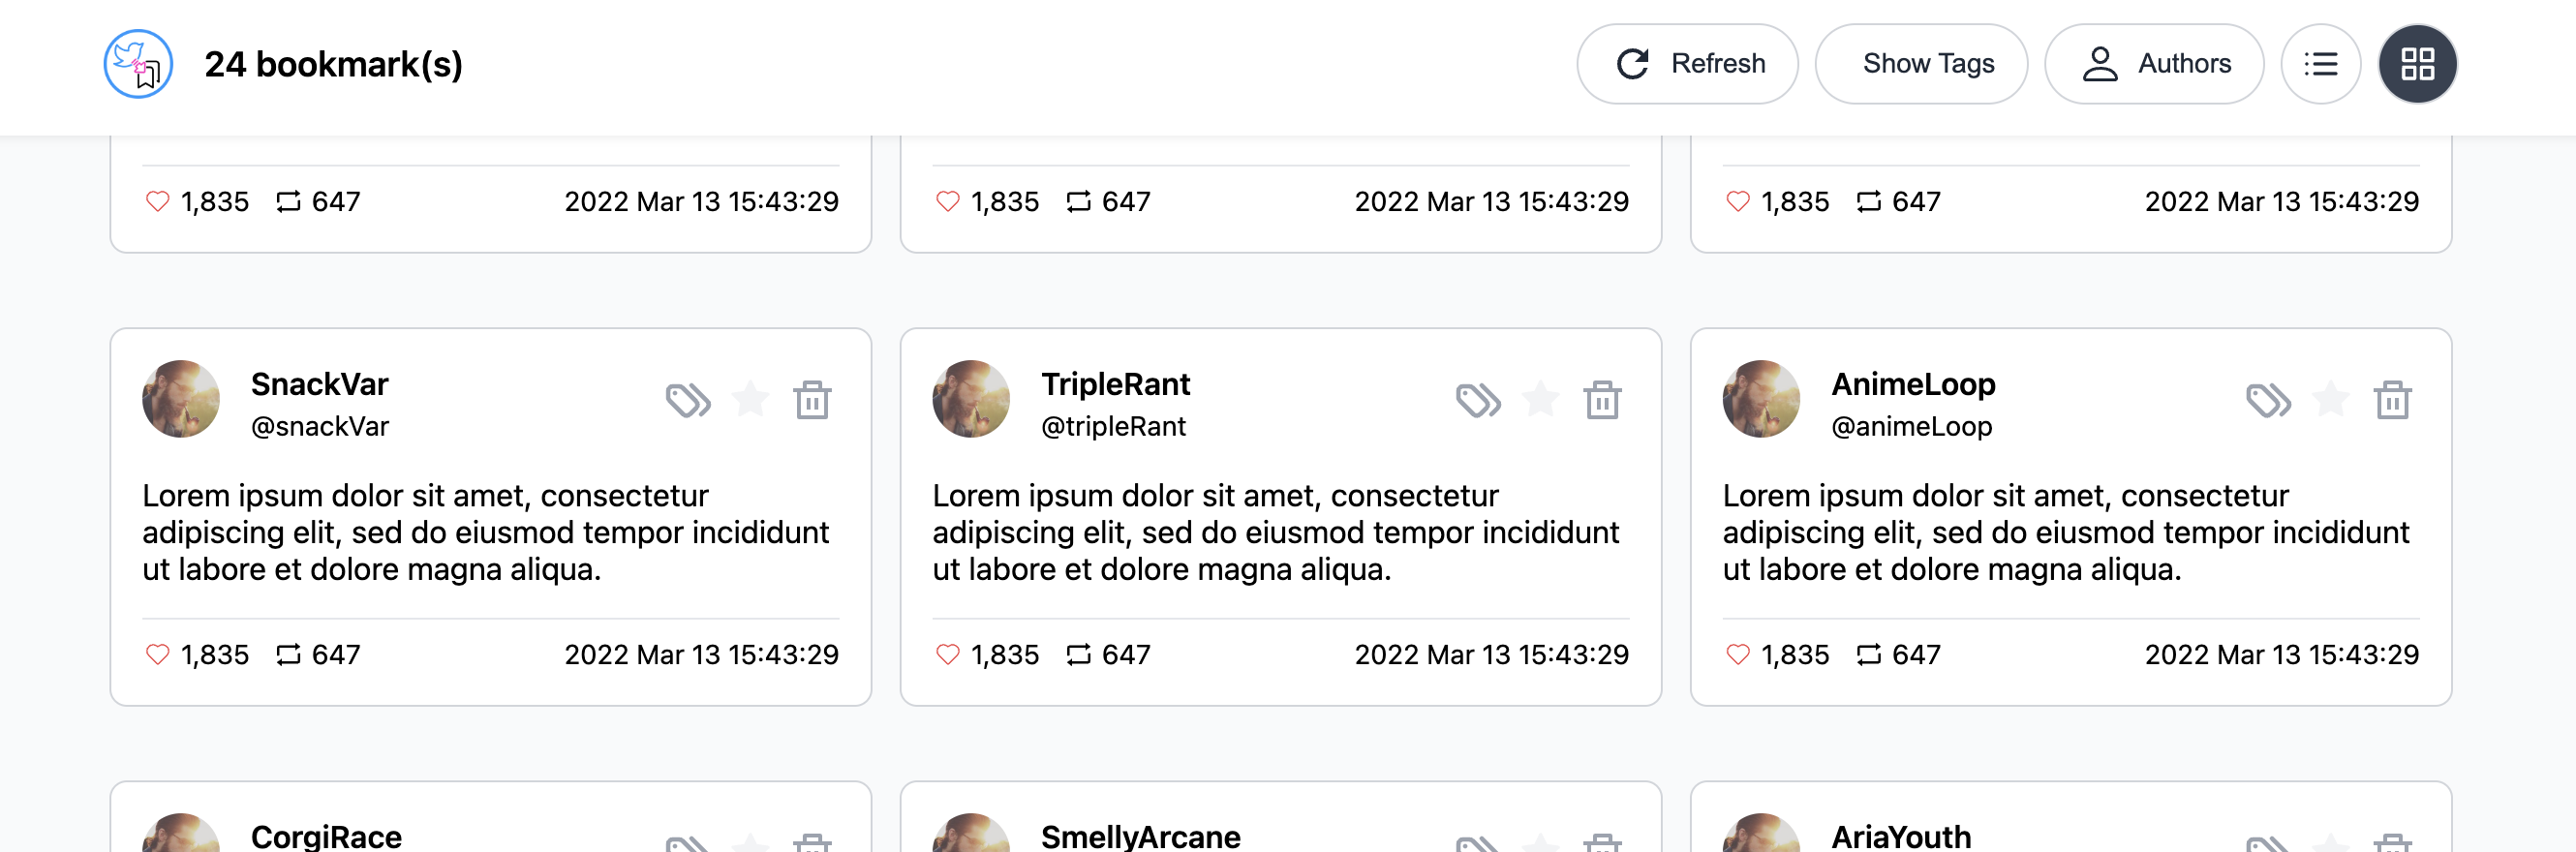 24 bookmark(s) Refresh Show Tags Authors
1,835 647 2022 Mar 13 15:43:29
1,835 647 2022 Mar 13 15:43:29
1,835 647 2022 Mar 13 15:43:29
SnackVar
@snackVar
Lorem ipsum dolor sit amet, consectetur
adipiscing elit, sed do eiusmod tempor incididunt
ut labore et dolore magna aliqua.
1,835 647 2022 Mar 13 15:43:29
TripleRant
@tripleRant
Lorem ipsum dolor sit amet, consectetur
adipiscing elit, sed do eiusmod tempor incididunt
ut labore et dolore magna aliqua.
1,835 647 2022 Mar 13 15:43:29
AnimeLoop
@animeLoop
Lorem ipsum dolor sit amet, consectetur
adipiscing elit, sed do eiusmod tempor incididunt
ut labore et dolore magna aliqua.
1,835 647 2022 Mar 13 15:43:29
CorgiRace
SmellyArcane
AriaYouth